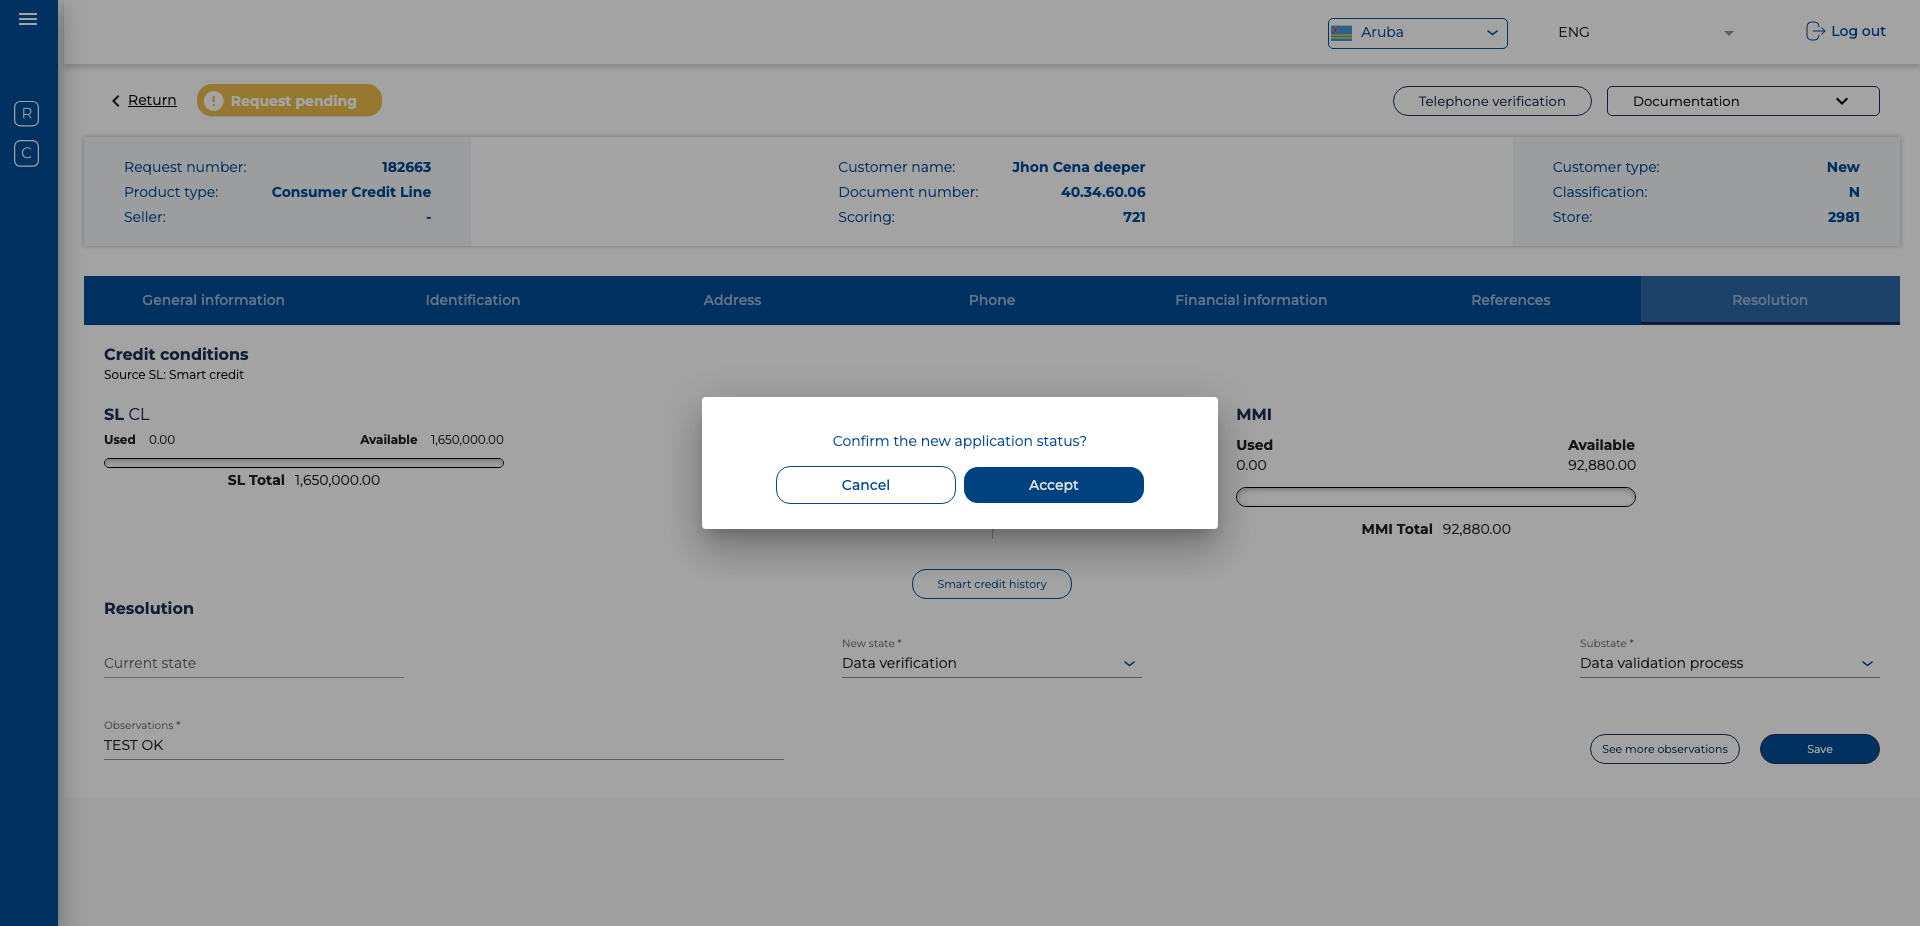 Aruba
ENG
Log out
R
C
Return
! Request pending
Telephone verification
Documentation
Request number: 182663
Product type: Consumer Credit Line
Seller: -
Customer name: Jhon Cena deeper
Document number: 40.34.60.06
Scoring: 721
Customer type: New
Classification: N
Store: 2981
General information
Identification
Address
Phone
Financial information
References
Resolution
Credit conditions
Source SL: Smart credit
SL CL
Used 0.00 Available 1,650,000.00
SL Total 1,650,000.00
MMI
Used Available
0.00 92,880.00
MMI Total 92,880.00
Confirm the new application status?
Cancel
Accept
Smart credit history
Resolution
Current state
New state *
Data verification
Substate *
Data validation process
Observations *
TEST OK
See more observations
Save